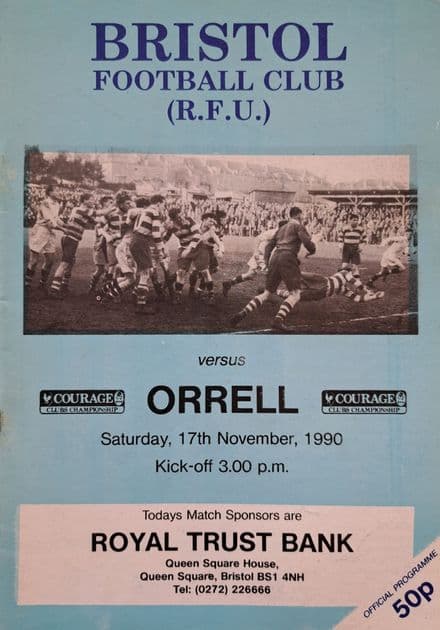 BRISTOL
FOOTBALL CLUB
(R.F.U.)
versus
COURAGE
CLUBS CHAMPIONSHIP
ORRELL
COURAGE
CLUBS CHAMPIONSHIP
Saturday, 17th November, 1990
Kick-off 3.00 p.m.
Todays Match Sponsors are
ROYAL TRUST BANK
Queen Square House,
Queen Square, Bristol BS1 4NH
Tel: (0272) 226666
OFFICIAL PROGRAMME
50p